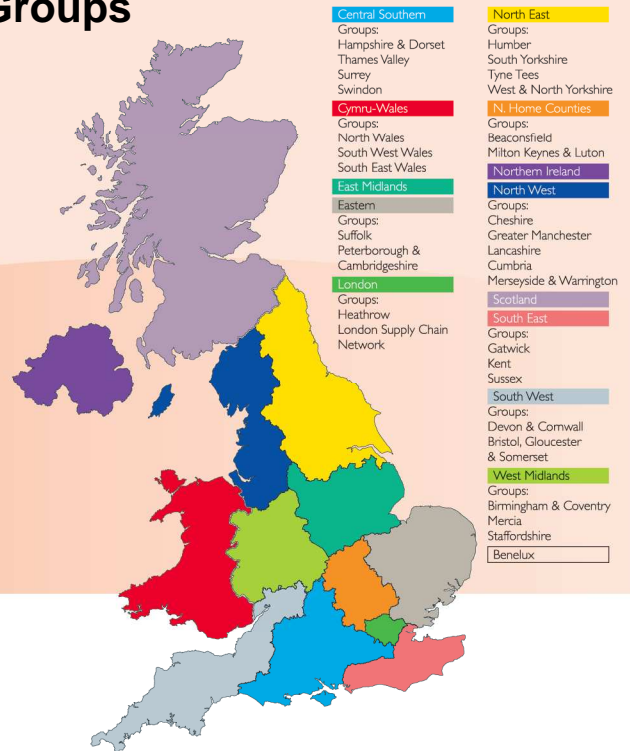 Groups
Central Southern
Groups:
Hampshire & Dorset
Thames Valley
Surrey
Swindon
Cymru-Wales
Groups:
North Wales
South West Wales
South East Wales
East Midlands
Eastern
Groups:
Suffolk
Peterborough &
Cambridgeshire
London
Groups:
Heathrow
London Supply Chain
Network
North East
Groups:
Humber
South Yorkshire
Tyne Tees
West & North Yorkshire
N. Home Counties
Groups:
Beaconsfield
Milton Keynes & Luton
Northern Ireland
North West
Groups:
Cheshire
Greater Manchester
Lancashire
Cumbria
Merseyside & Warrington
Scotland
South East
Groups:
Gatwick
Kent
Sussex
South West
Groups:
Devon & Cornwall
Bristol, Gloucester
& Somerset
West Midlands
Groups:
Birmingham & Coventry
Mercia
Staffordshire
Benelux